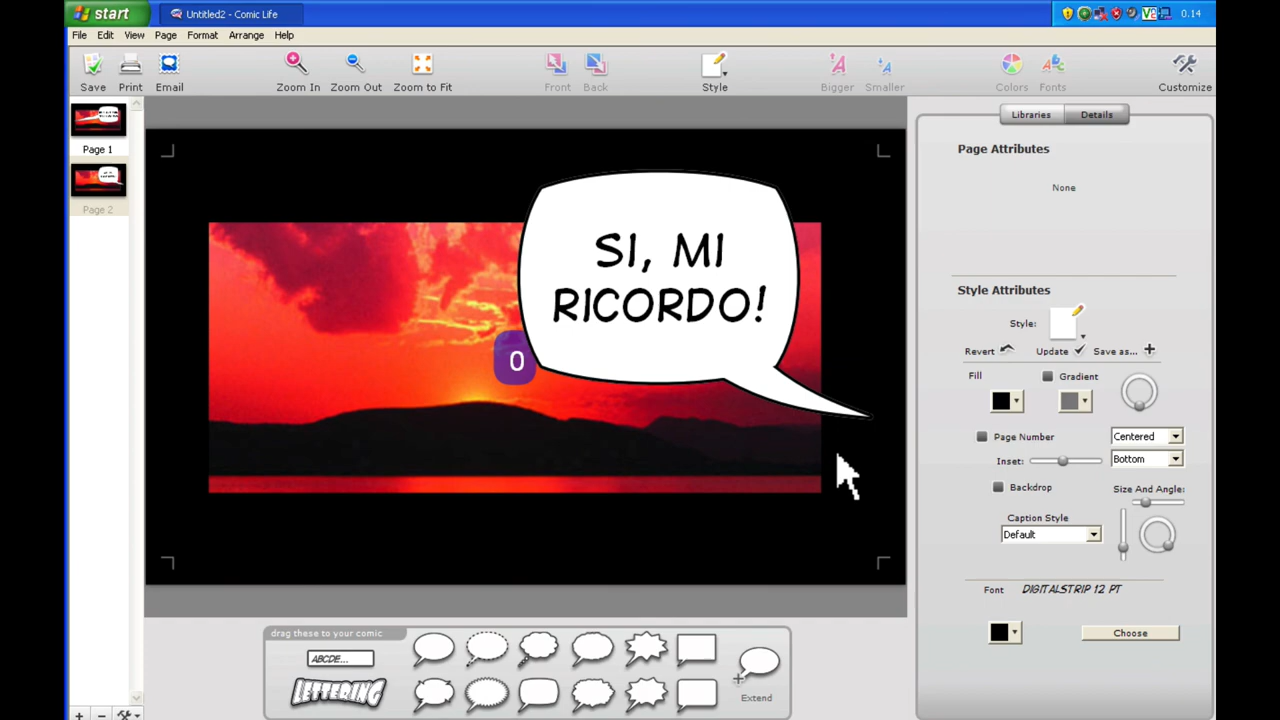 start
Untitled2 - Comic Life
V2
0.14
File Edit View Page Format Arrange Help
Save Print Email Zoom In Zoom Out Zoom to Fit Front Back Style Bigger Smaller Colors Fonts Customize
Page 1
Page 2
SI, MI
RICORDO!
0
Libraries Details
Page Attributes
None
Style Attributes
Style:
Revert Update Save as...
Fill Gradient
Page Number Centered
Inset: Bottom
Backdrop Size And Angle:
Caption Style
Default
Font DIGITALSTRIP 12 PT
Choose
drag these to your comic
ABCDE...
LETTERING
Extend